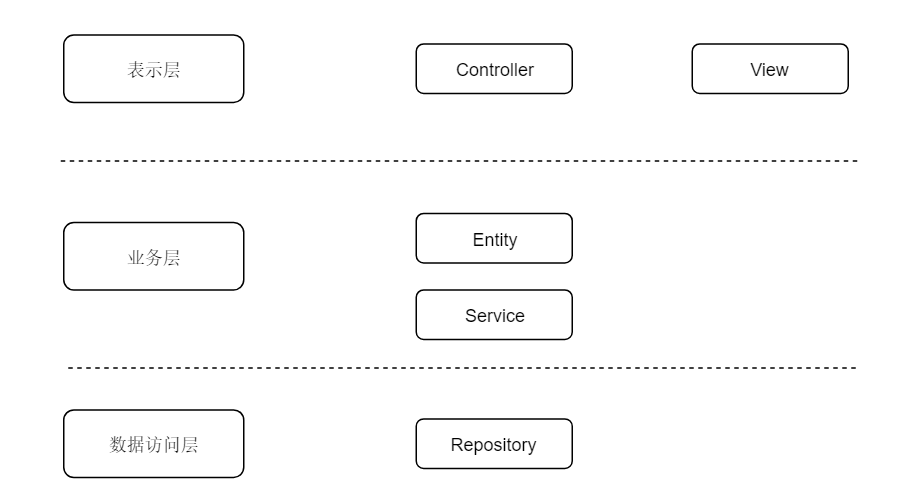 表示层
Controller
View
业务层
Entity
Service
数据访问层
Repository